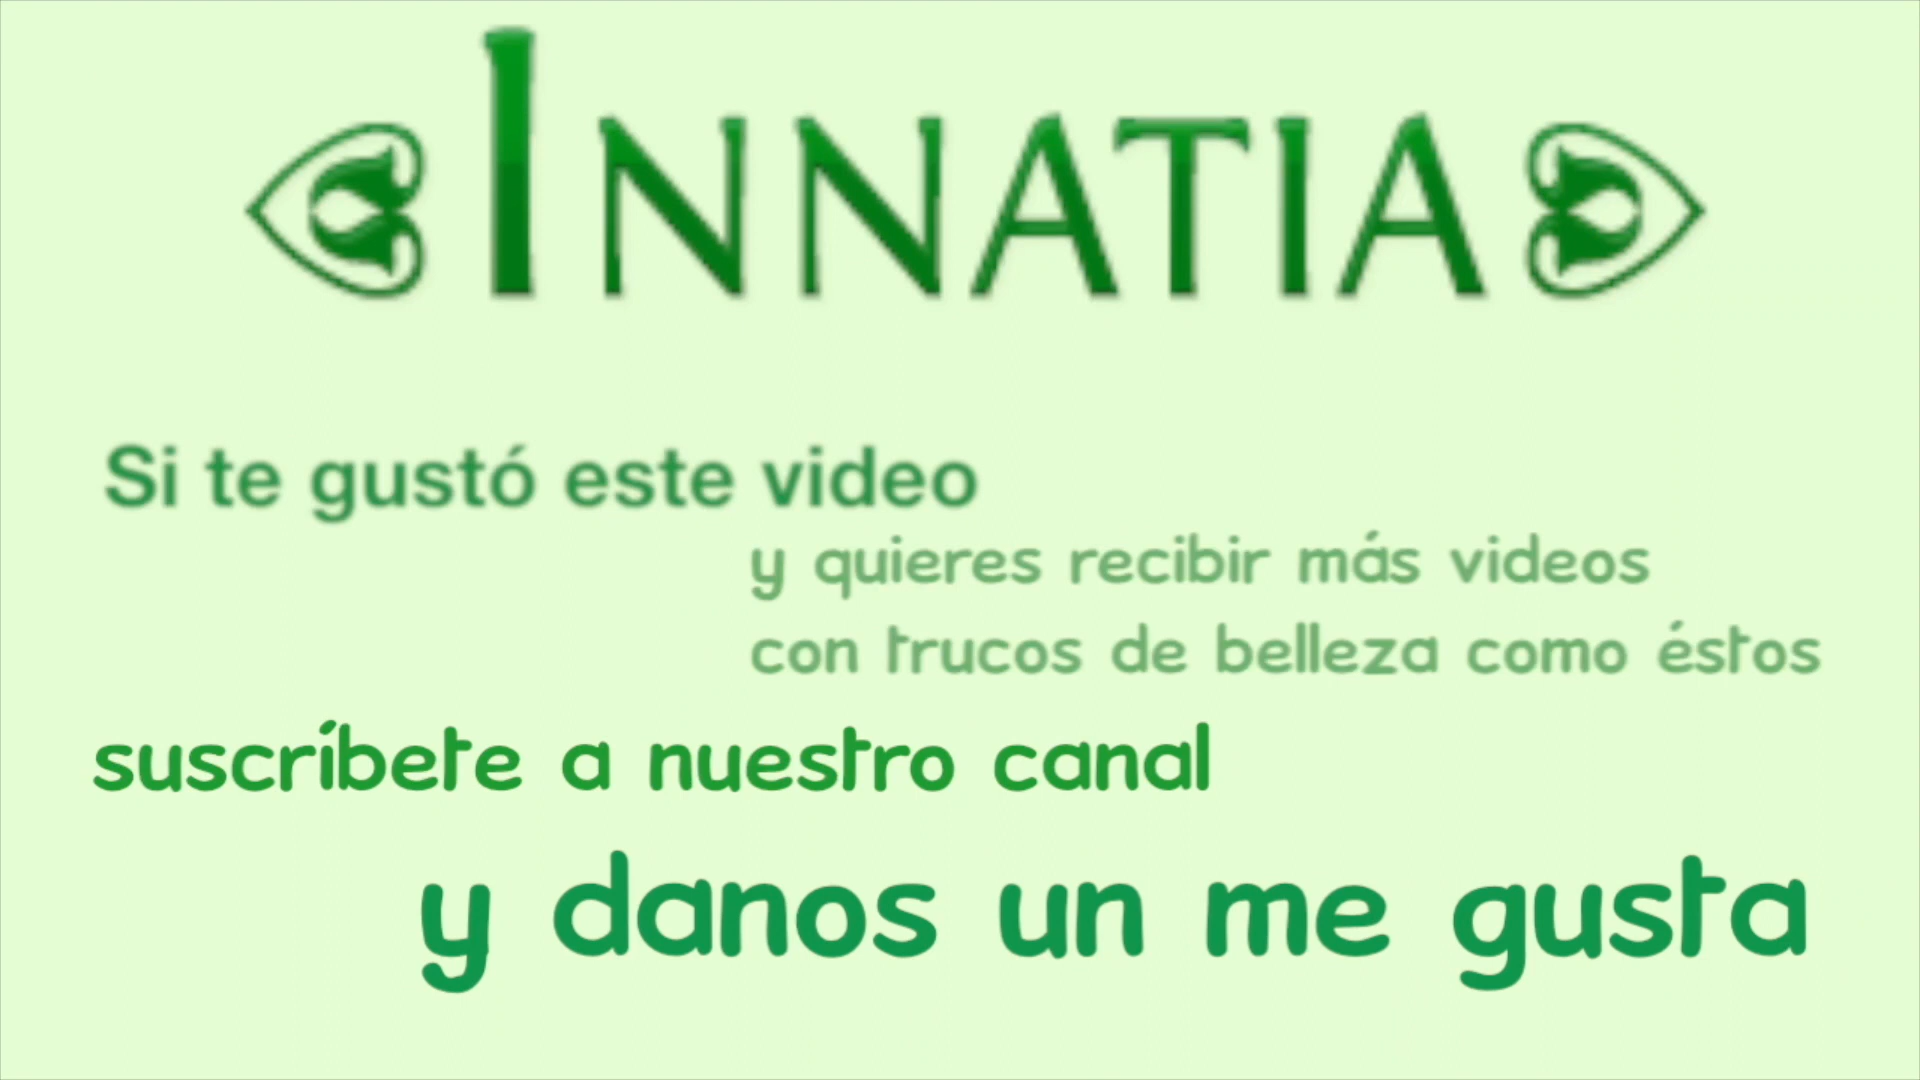 INNATIA
Si te gustó este video
y quieres recibir más videos
con trucos de belleza como éstos
suscríbete a nuestro canal
y danos un me gusta